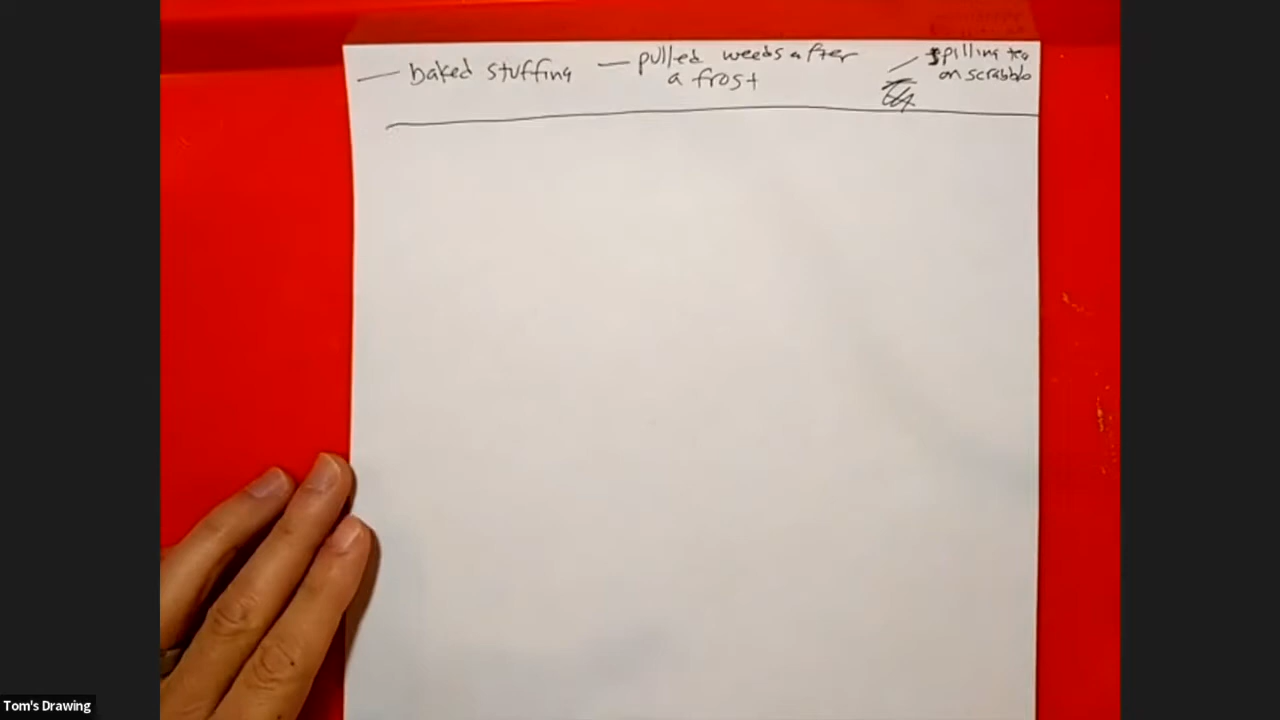 — baked stuffing
— pulled weeds after
a frost
— spilling tea
on scrabble
Tom's Drawing